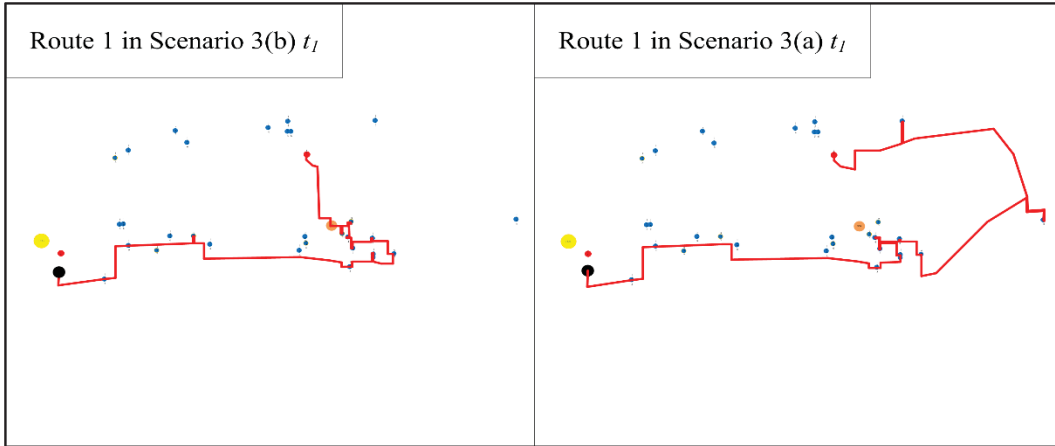 Route 1 in Scenario 3(b) t₁
Route 1 in Scenario 3(a) t₁